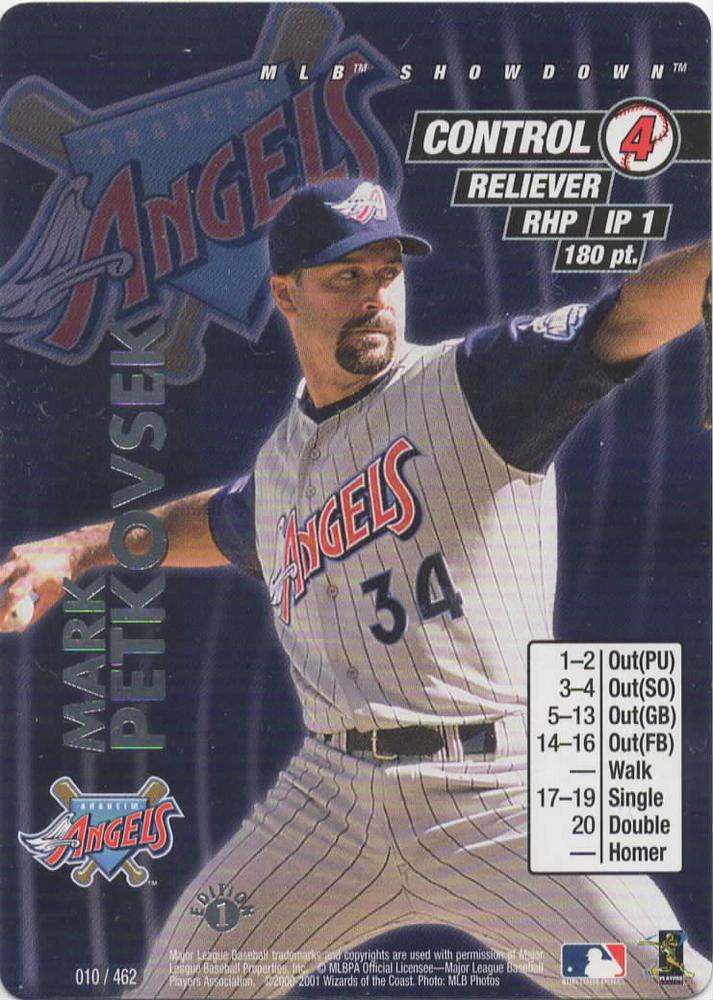 MLB™ SHOWDOWN™
ANAHEIM
ANGELS
CONTROL 4
RELIEVER
RHP IP 1
180 pt.
MARK
PETKOVSEK
ANGELS
34
1–2 Out(PU)
3–4 Out(SO)
5–13 Out(GB)
14–16 Out(FB)
— Walk
17–19 Single
20 Double
— Homer
ANAHEIM
ANGELS™
EDITION
1
010 / 462
Major League Baseball trademarks and copyrights are used with permission of Major
League Baseball Properties, Inc. © MLBPA Official Licensee—Major League Baseball
Players Association. ©2000-2001 Wizards of the Coast. Photo: MLB Photos